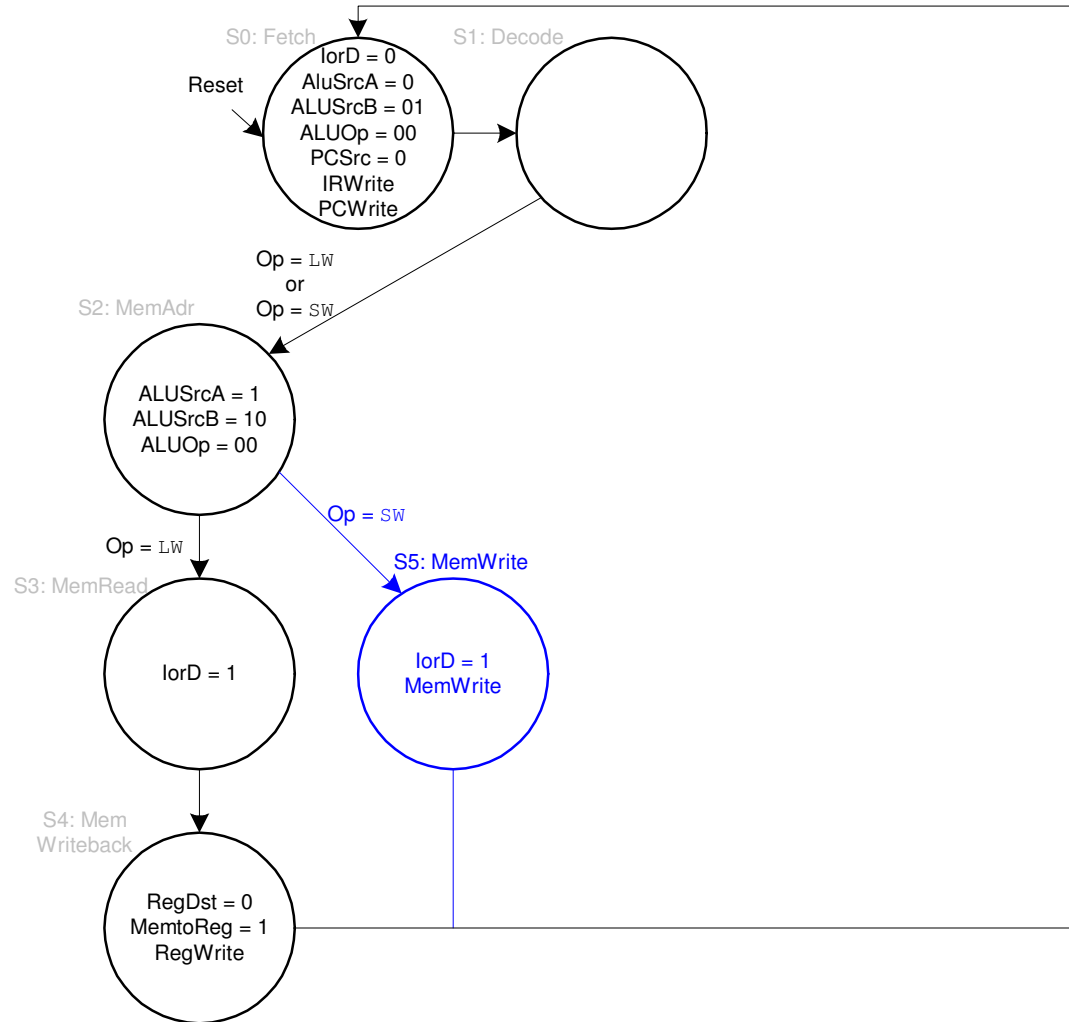 S0: Fetch
S1: Decode
Reset
IorD = 0
AluSrcA = 0
ALUSrcB = 01
ALUOp = 00
PCSrc = 0
IRWrite
PCWrite
Op = LW
or
Op = SW
S2: MemAdr
ALUSrcA = 1
ALUSrcB = 10
ALUOp = 00
Op = SW
Op = LW
S5: MemWrite
S3: MemRead
IorD = 1
IorD = 1
MemWrite
S4: Mem
Writeback
RegDst = 0
MemtoReg = 1
RegWrite